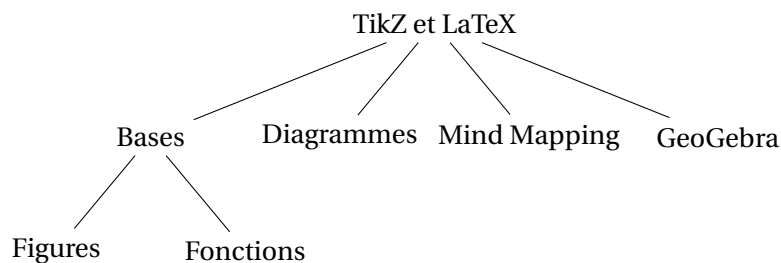 TikZ et LaTeX
Bases
Diagrammes
Mind Mapping
GeoGebra
Figures
Fonctions